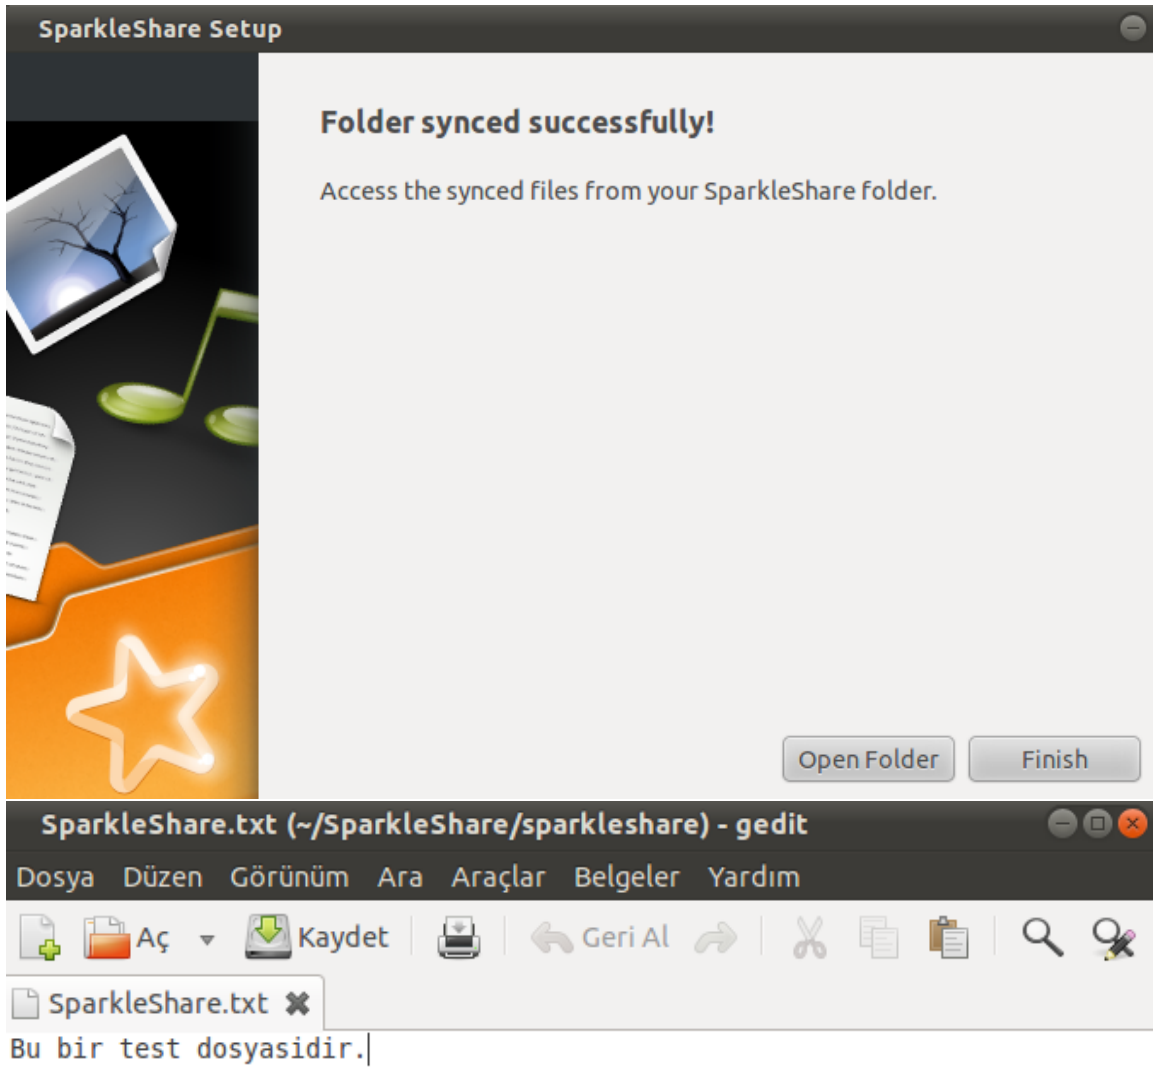 SparkleShare Setup
Folder synced successfully!
Access the synced files from your SparkleShare folder.
Open Folder Finish
SparkleShare.txt (~/SparkleShare/sparkleshare) - gedit
Dosya Düzen Görünüm Ara Araçlar Belgeler Yardım
Aç Kaydet Geri Al
SparkleShare.txt
Bu bir test dosyasidir.